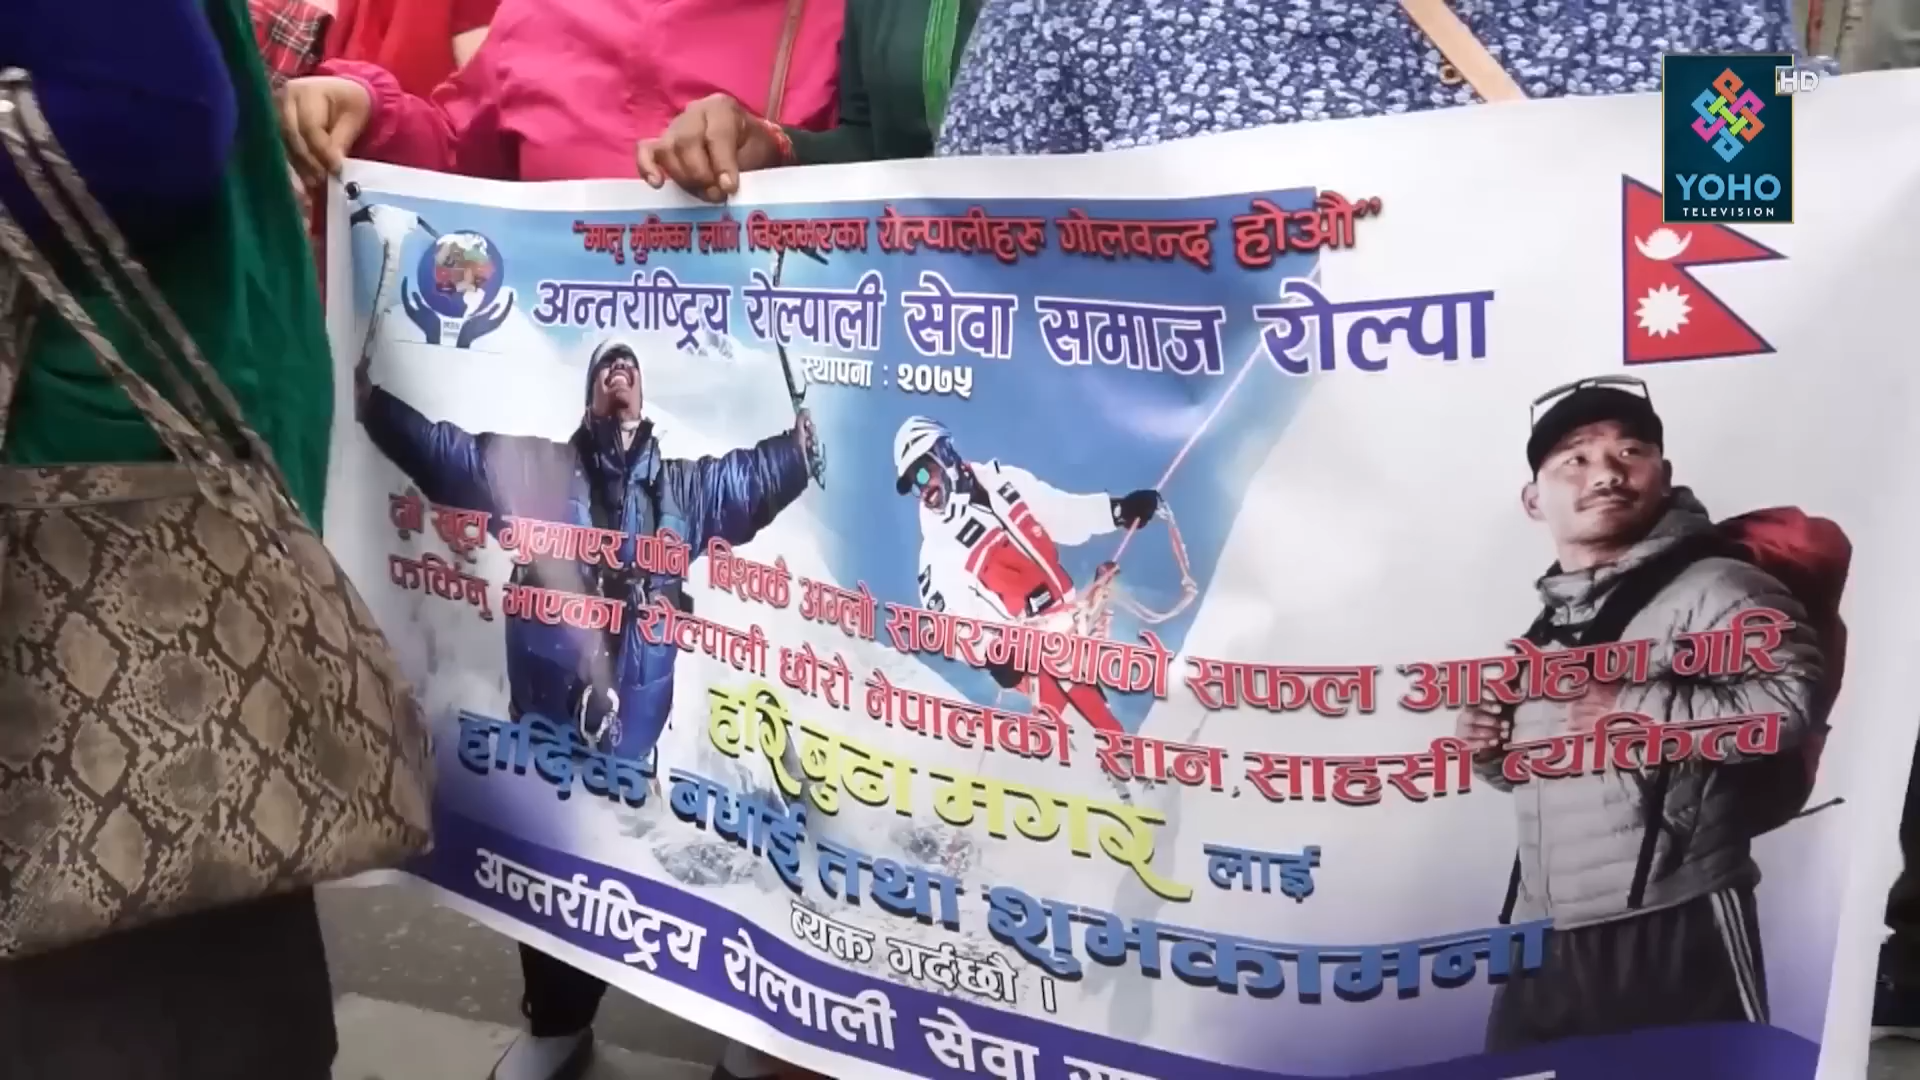 "मातृ भुमिका लागि विश्वभरका रोल्पालीहरु गोलवन्द होऔ"
अन्तर्राष्ट्रिय रोल्पाली सेवा समाज रोल्पा
स्थापना : २०७५
दुवै खुट्टा गुमाएर पनि बिश्वकै अग्लो सगरमाथाको सफल आरोहण गरि
फर्किनु भएका रोल्पाली छोरो नेपालको सान, साहसी ब्यक्तित्व
हरि बुढा मगर लाई
हार्दिक बधाई तथा शुभकामना
ब्यक्त गर्दछौ ।
अन्तर्राष्ट्रिय रोल्पाली सेवा
YOHO
TELEVISION
HD